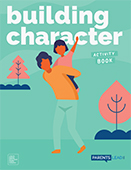 building
character
ACTIVITY
BOOK
PARENTS LEAD